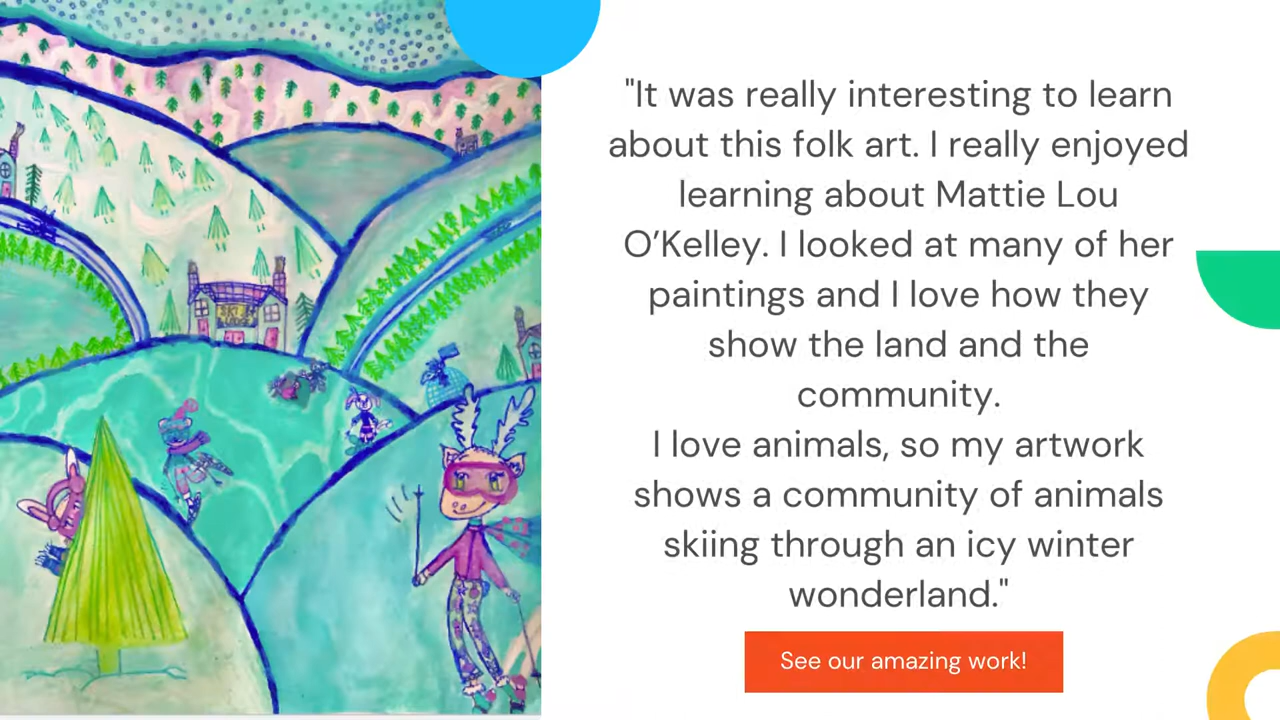 "It was really interesting to learn
about this folk art. I really enjoyed
learning about Mattie Lou
O’Kelley. I looked at many of her
paintings and I love how they
show the land and the
community.
I love animals, so my artwork
shows a community of animals
skiing through an icy winter
wonderland."
See our amazing work!